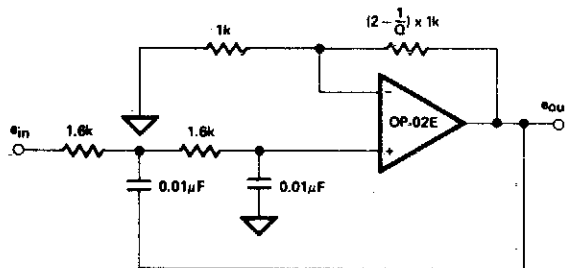 1k
(2 – 1/Q) × 1k
e_in
1.6k
1.6k
–
OP-02E
+
e_ou
0.01μF
0.01μF